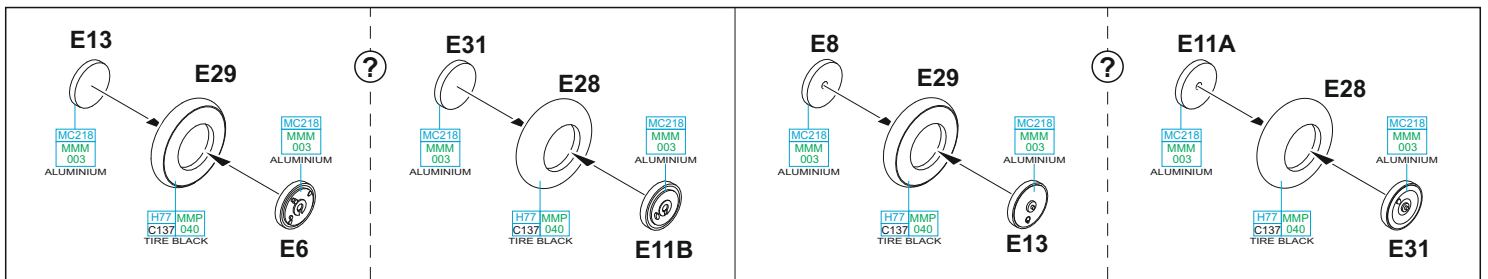 E13
E29
MC218
MMM
003
ALUMINIUM
MC218
MMM
003
ALUMINIUM
H77 MMP
C137 040
TIRE BLACK
E6
?
E31
E28
MC218
MMM
003
ALUMINIUM
MC218
MMM
003
ALUMINIUM
H77 MMP
C137 040
TIRE BLACK
E11B
E8
E29
MC218
MMM
003
ALUMINIUM
MC218
MMM
003
ALUMINIUM
H77 MMP
C137 040
TIRE BLACK
E13
?
E11A
E28
MC218
MMM
003
ALUMINIUM
MC218
MMM
003
ALUMINIUM
H77 MMP
C137 040
TIRE BLACK
E31